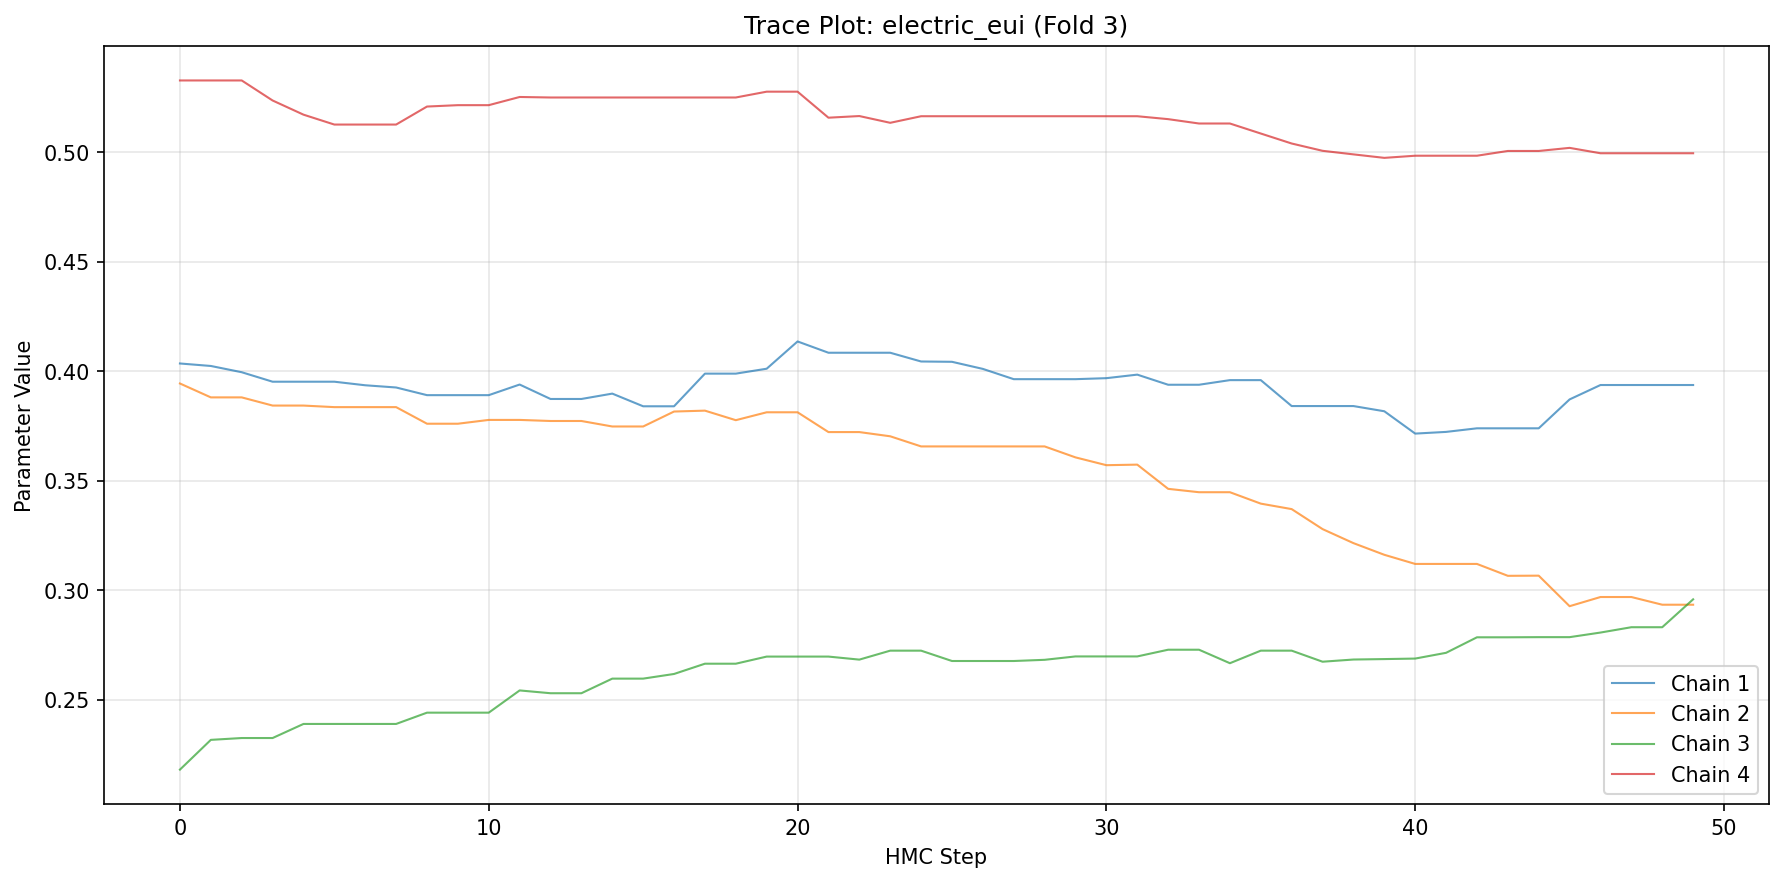 Trace Plot: electric_eui (Fold 3)
Parameter Value
0.50
0.45
0.40
0.35
0.30
0.25
0 10 20 30 40 50
HMC Step
Chain 1
Chain 2
Chain 3
Chain 4